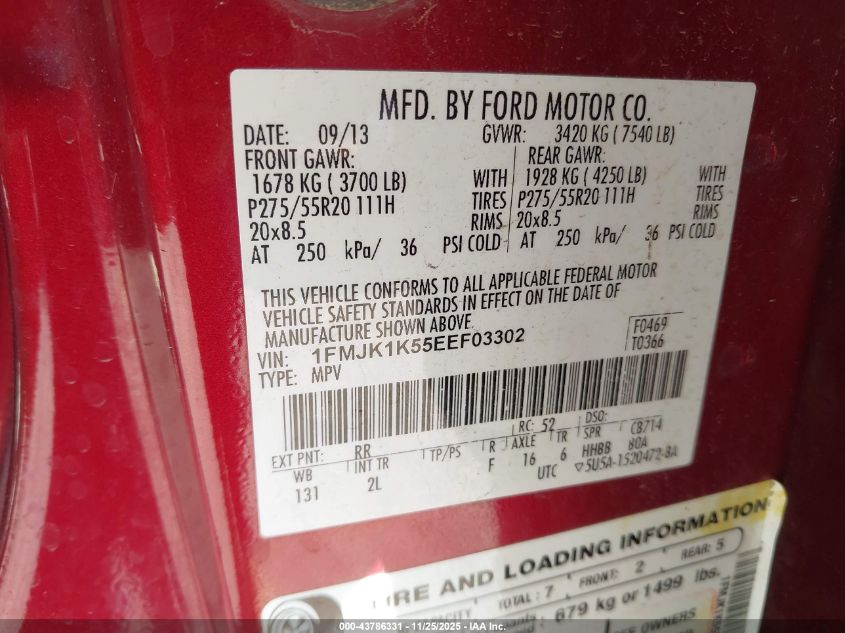 MFD. BY FORD MOTOR CO.
DATE: 09/13 GVWR: 3420 KG ( 7540 LB)
FRONT GAWR: REAR GAWR:
1678 KG ( 3700 LB) WITH 1928 KG ( 4250 LB) WITH
P275/55R20 111H TIRES P275/55R20 111H TIRES
20x8.5 RIMS 20x8.5 RIMS
AT 250 kPa/ 36 PSI COLD AT 250 kPa/ 36 PSI COLD
THIS VEHICLE CONFORMS TO ALL APPLICABLE FEDERAL MOTOR
VEHICLE SAFETY STANDARDS IN EFFECT ON THE DATE OF
MANUFACTURE SHOWN ABOVE.
VIN: 1FMJK1K55EEF03302 F0469
TYPE: MPV T0366
RC: 52 DSO:
EXT PNT: RR TP/PS R AXLE TR SPR CB714
WB INT TR F 16 6 HHBB BOA
131 2L UTC 5U5A-1520472-BA
AND LOADING INFORMATION
TOTAL: 7 FRONT: 2 REAR: 5
679 kg or 1499 lbs.
OWNERS
000-43786331 - 11/25/2025 - IAA Inc.